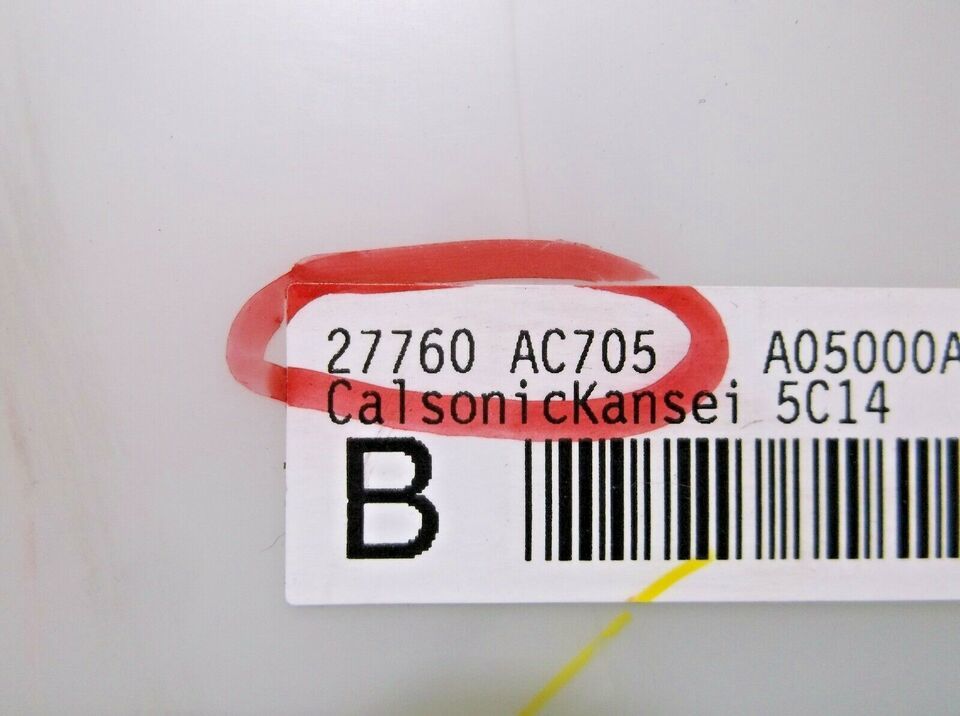 27760 AC705 A05000A
CalsonicKansei 5C14
B